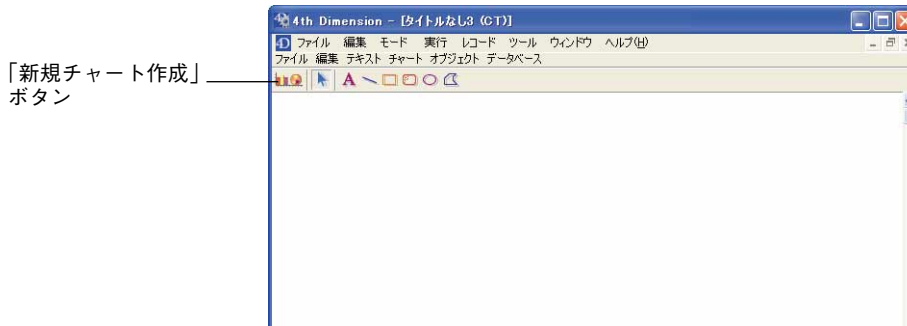 4th Dimension - [タイトルなし3 (CT)]
ファイル 編集 モード 実行 レコード ツール ウィンドウ ヘルプ(H)
ファイル 編集 テキスト チャート オブジェクト データベース
「新規チャート作成」
ボタン
A